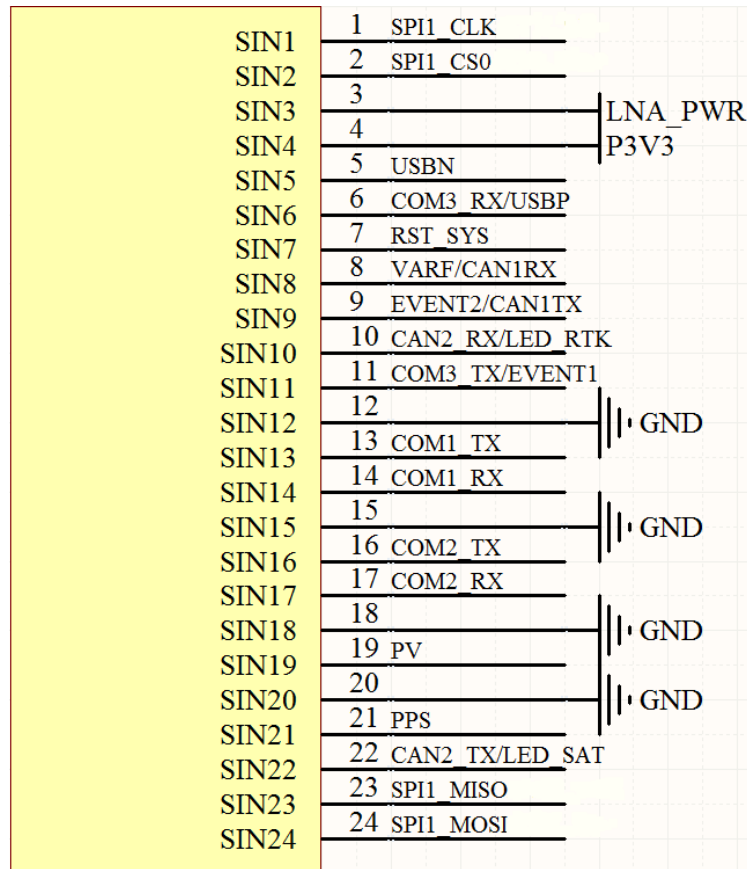 SIN1 1 SPI1_CLK
SIN2 2 SPI1_CS0
SIN3 3 LNA_PWR
SIN4 4 P3V3
SIN5 5 USBN
SIN6 6 COM3_RX/USBP
SIN7 7 RST_SYS
SIN8 8 VARF/CAN1RX
SIN9 9 EVENT2/CAN1TX
SIN10 10 CAN2_RX/LED_RTK
SIN11 11 COM3_TX/EVENT1
SIN12 12 GND
SIN13 13 COM1_TX
SIN14 14 COM1_RX
SIN15 15 GND
SIN16 16 COM2_TX
SIN17 17 COM2_RX
SIN18 18 GND
SIN19 19 PV
SIN20 20 GND
SIN21 21 PPS
SIN22 22 CAN2_TX/LED_SAT
SIN23 23 SPI1_MISO
SIN24 24 SPI1_MOSI